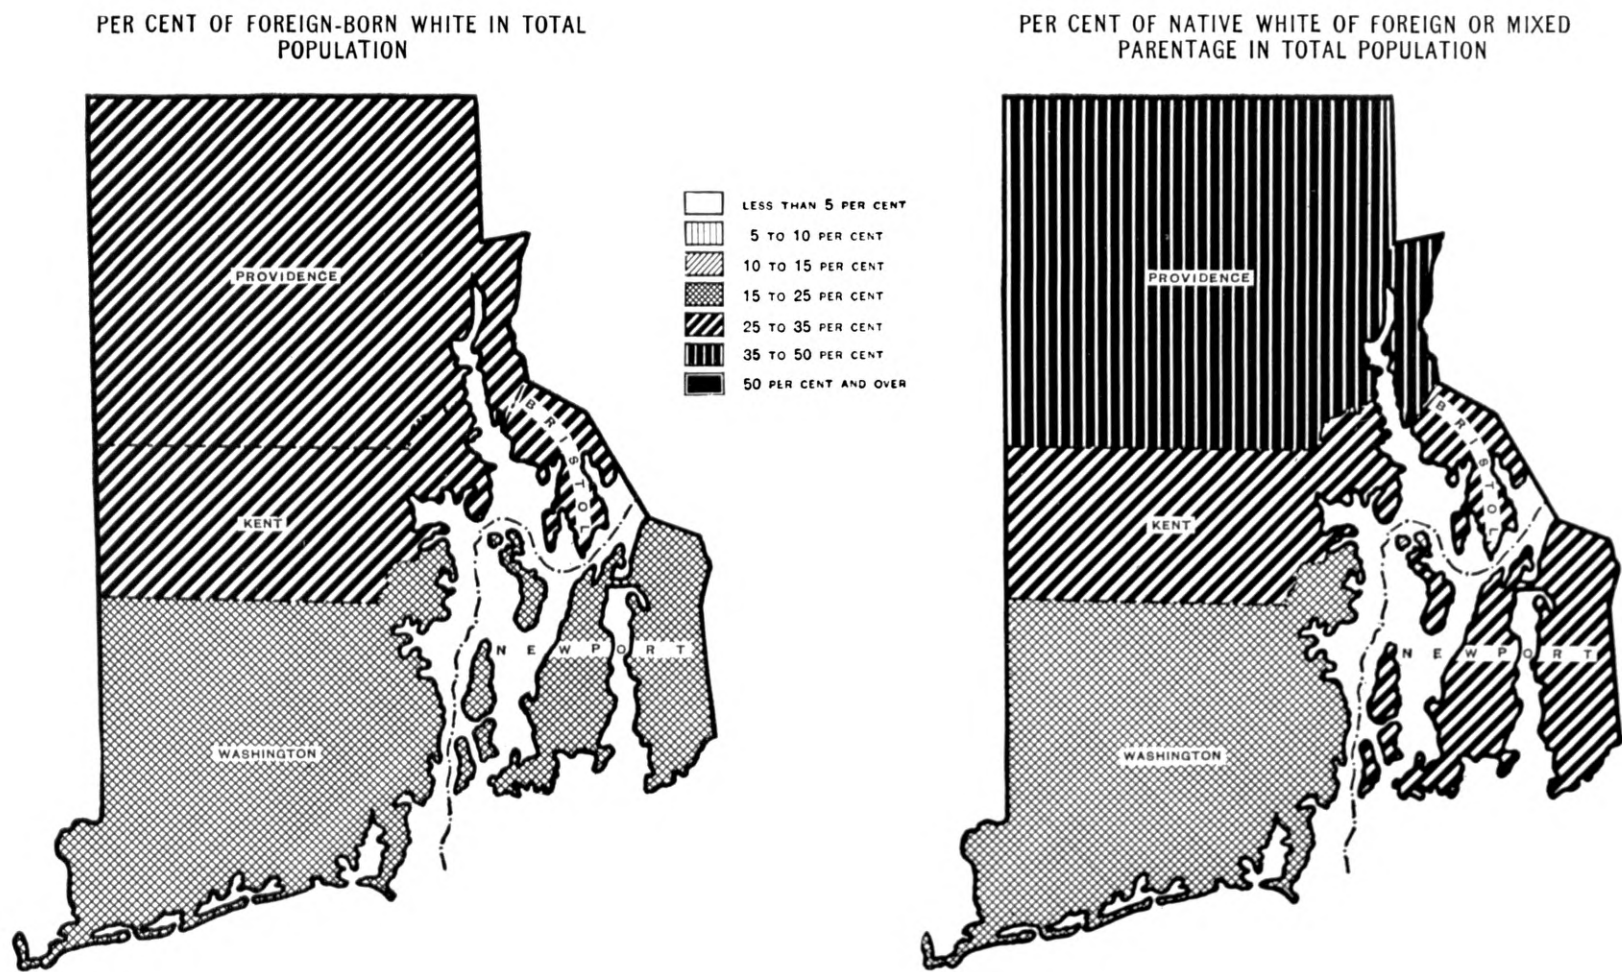 PER CENT OF FOREIGN-BORN WHITE IN TOTAL
POPULATION
PER CENT OF NATIVE WHITE OF FOREIGN OR MIXED
PARENTAGE IN TOTAL POPULATION
LESS THAN 5 PER CENT
5 TO 10 PER CENT
10 TO 15 PER CENT
15 TO 25 PER CENT
25 TO 35 PER CENT
35 TO 50 PER CENT
50 PER CENT AND OVER
PROVIDENCE
BRISTOL
KENT
NEWPORT
WASHINGTON
PROVIDENCE
BRISTOL
KENT
NEWPORT
WASHINGTON